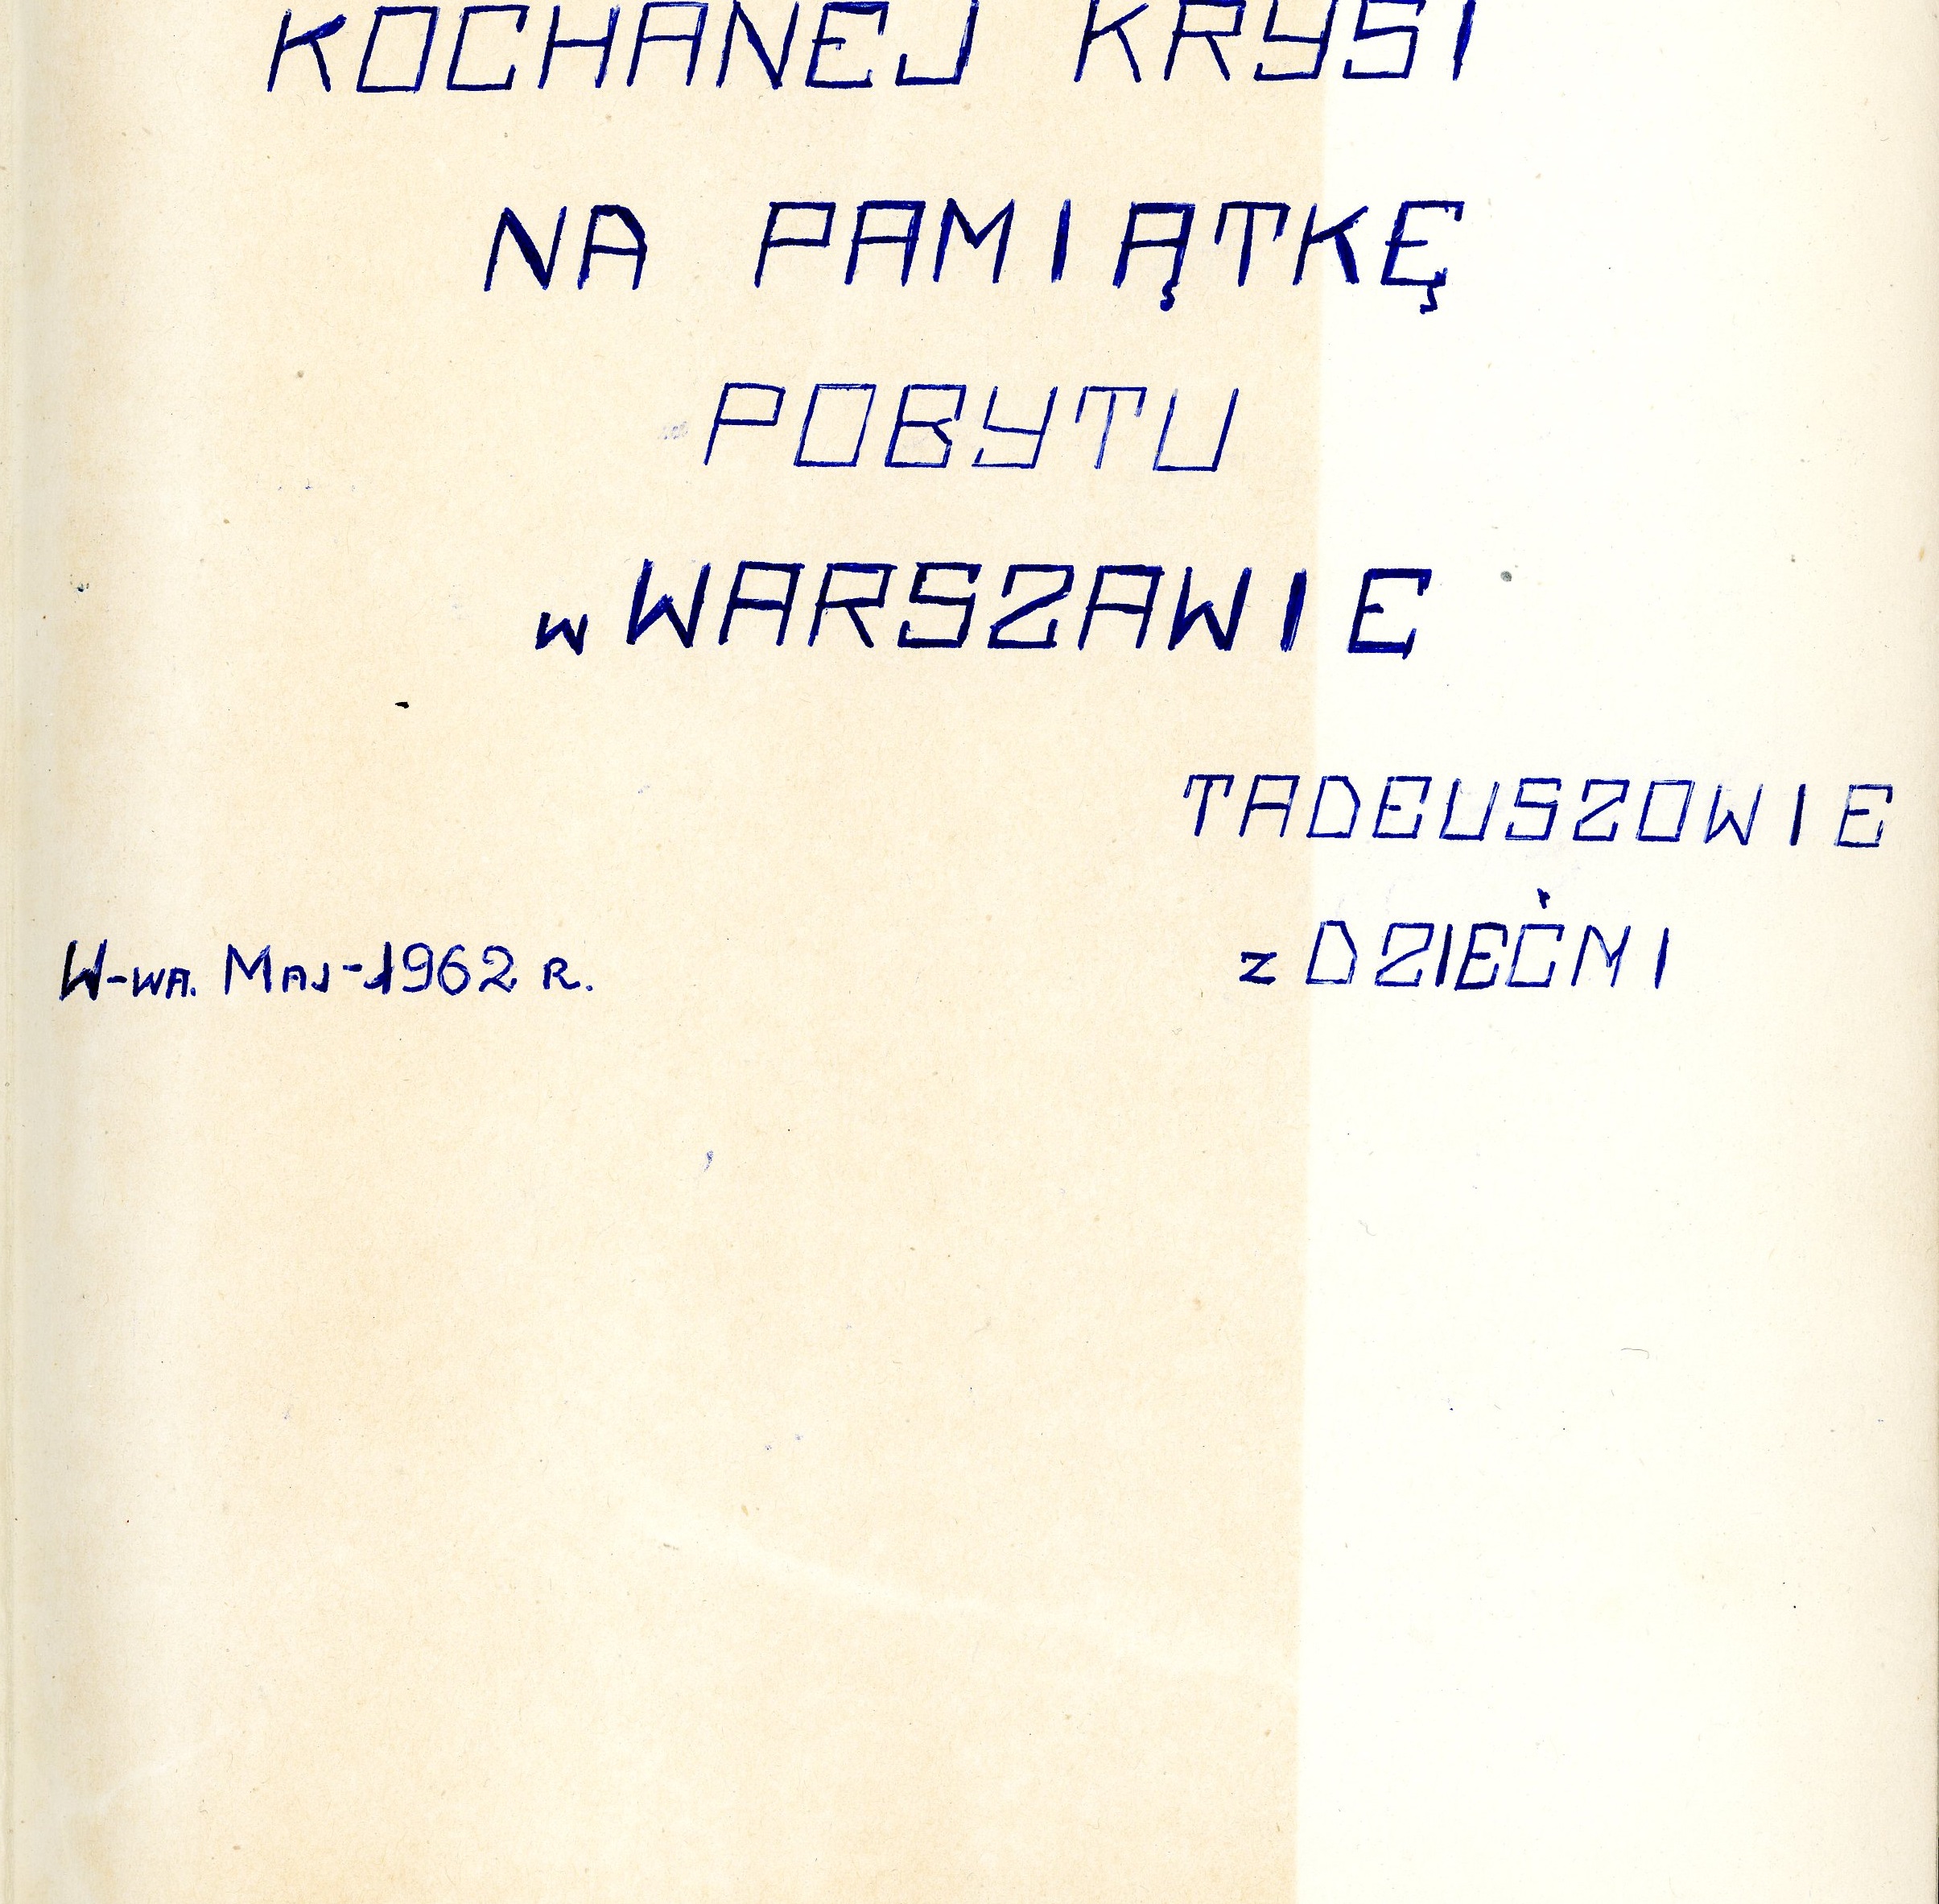 KOCHANEJ KRYSI
NA PAMIĄTKĘ
POBYTU
w WARSZAWIE
TADEUSZOWIE
z DZIEĆMI
W-WA. MAJ-1962 R.